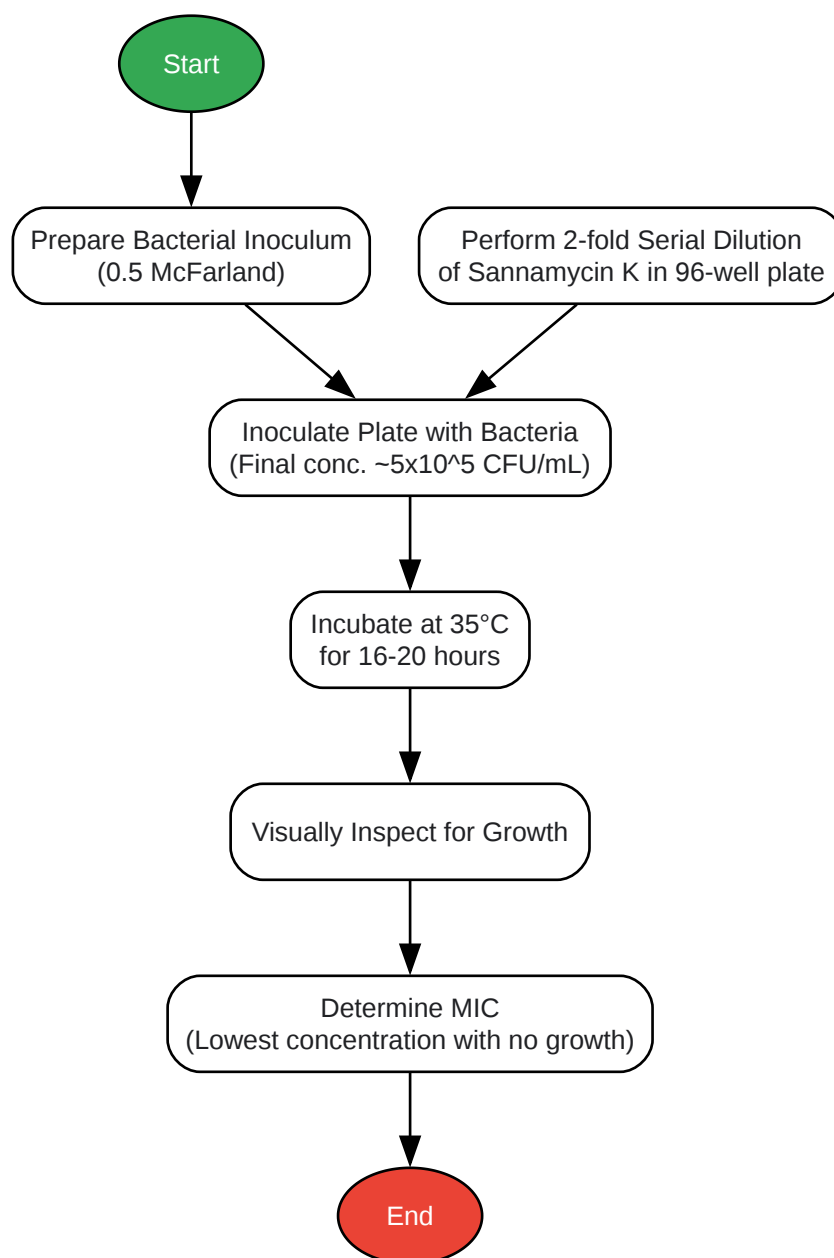 Start
Prepare Bacterial Inoculum
(0.5 McFarland)
Perform 2-fold Serial Dilution
of Sannamycin K in 96-well plate
Inoculate Plate with Bacteria
(Final conc. ~5x10^5 CFU/mL)
Incubate at 35°C
for 16-20 hours
Visually Inspect for Growth
Determine MIC
(Lowest concentration with no growth)
End